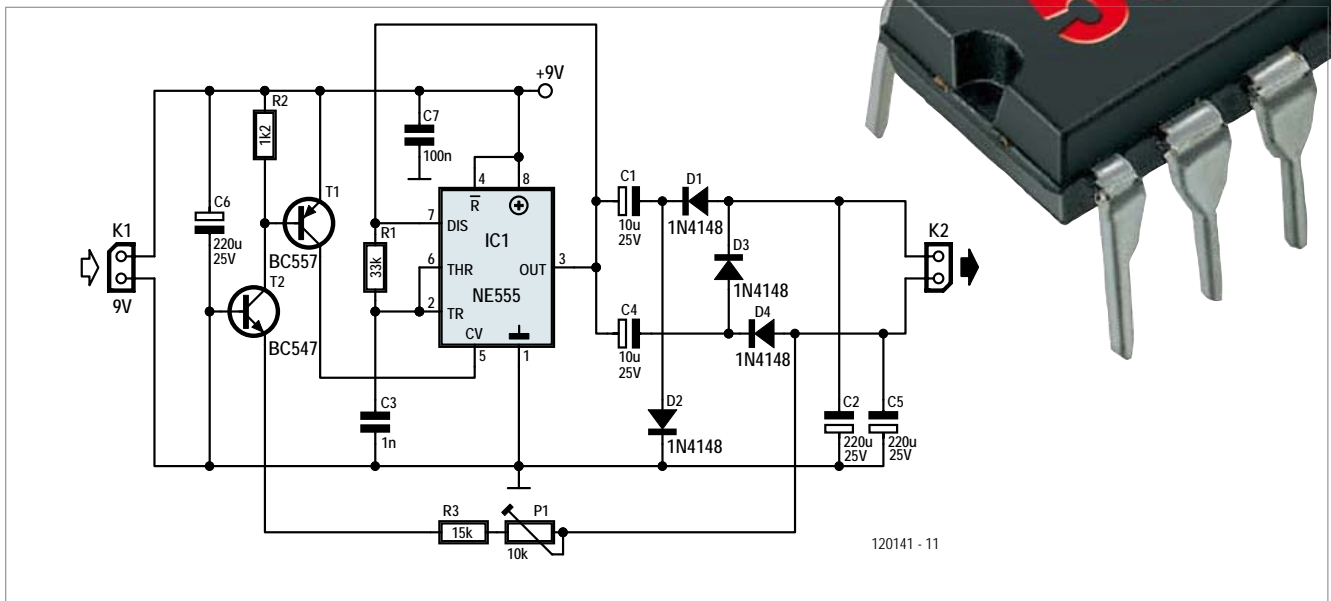 5
+9V
R2
1k2
C7
100n
T1
C6
220u
25V
BC557
K1
9V
T2
BC547
R1
33k
4
8
R
7
DIS
IC1
6
THR
OUT
3
2
TR
NE555
CV
5
1
C3
1n
C1
10u
25V
D1
1N4148
D3
1N4148
C4
10u
25V
D4
1N4148
D2
1N4148
K2
C2
220u
25V
C5
220u
25V
R3
15k
P1
10k
120141 - 11